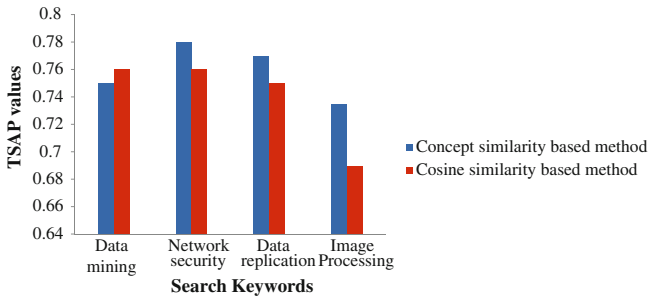 0.8
0.78
0.76
0.74
0.72
0.7
0.68
0.66
0.64
TSAP values
Data mining
Network security
Data replication
Image Processing
Search Keywords
Concept similarity based method
Cosine similarity based method